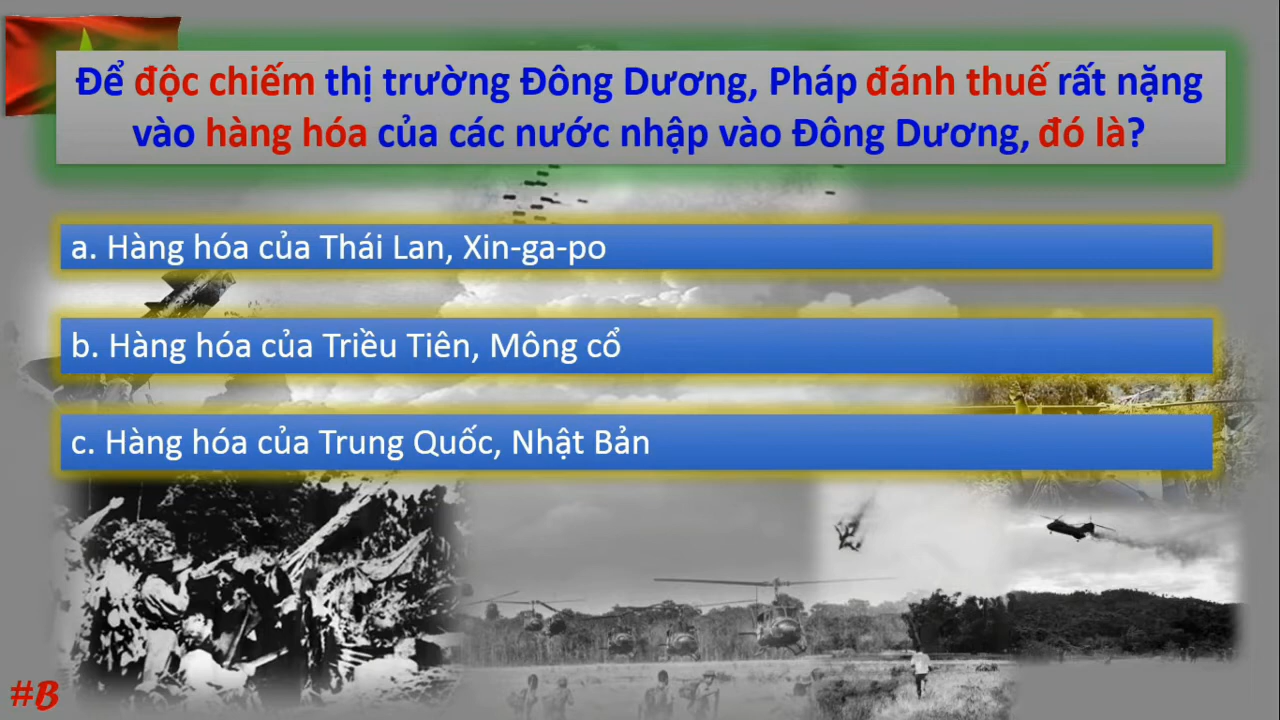 Để độc chiếm thị trường Đông Dương, Pháp đánh thuế rất nặng
vào hàng hóa của các nước nhập vào Đông Dương, đó là?
a. Hàng hóa của Thái Lan, Xin-ga-po
b. Hàng hóa của Triều Tiên, Mông cổ
c. Hàng hóa của Trung Quốc, Nhật Bản
#B